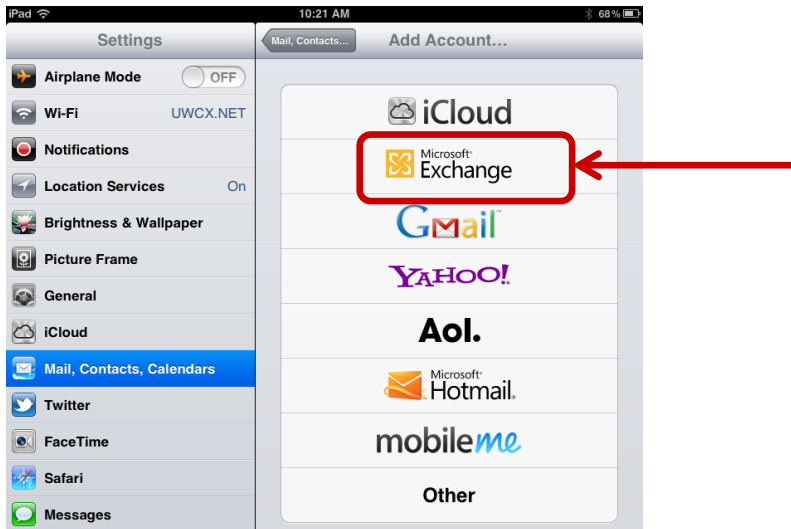 iPad 10:21 AM 68%
Settings
Mail, Contacts... Add Account...
Airplane Mode OFF
Wi-Fi UWCX.NET
Notifications
Location Services On
Brightness & Wallpaper
Picture Frame
General
iCloud
Mail, Contacts, Calendars
Twitter
FaceTime
Safari
Messages
iCloud
Microsoft
Exchange
Gmail
YAHOO!
Aol.
Microsoft
Hotmail
mobileme
Other